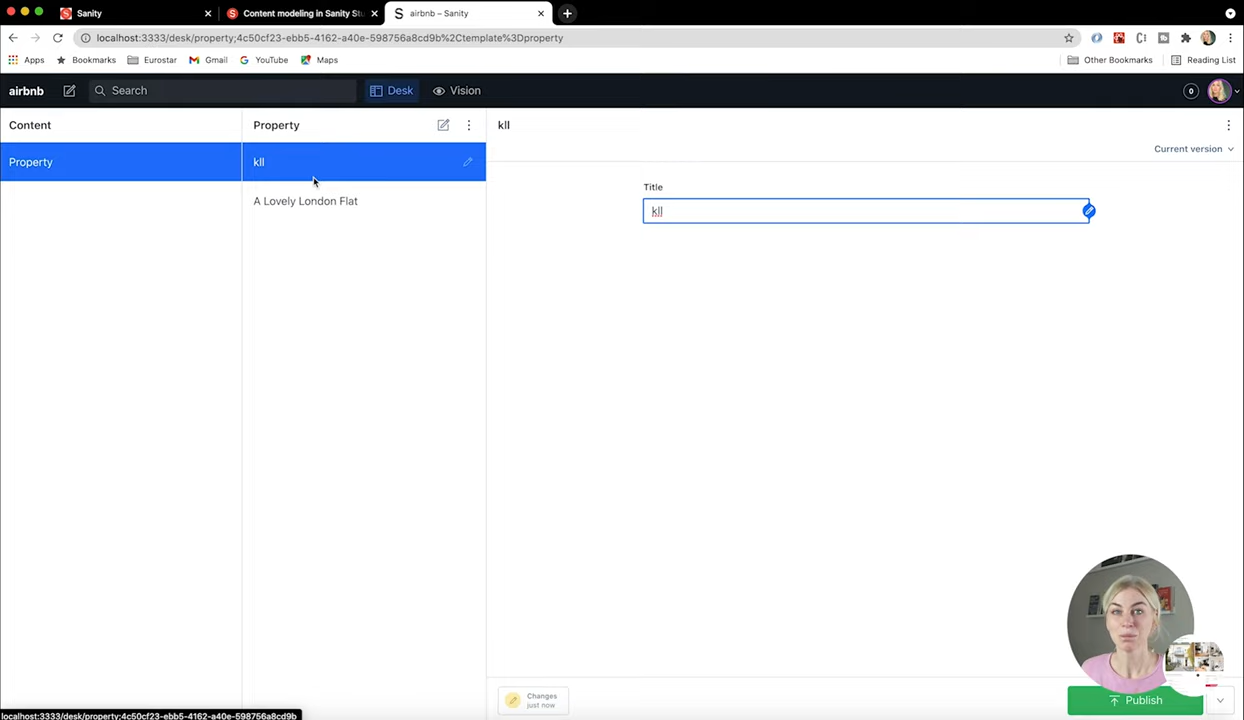 Sanity
Content modeling in Sanity Stu
airbnb – Sanity
localhost:3333/desk/property;4c50cf23-ebb5-4162-a40e-598756a8cd9b%2Ctemplate%3Dproperty
Apps
Bookmarks
Eurostar
Gmail
YouTube
Maps
Other Bookmarks
Reading List
airbnb
Search
Desk
Vision
0
Content
Property
kll
Current version
Property
kll
A Lovely London Flat
Title
kll
Changes
just now
Publish
localhost:3333/desk/property;4c50cf23-ebb5-4162-a40e-598756a8cd9b